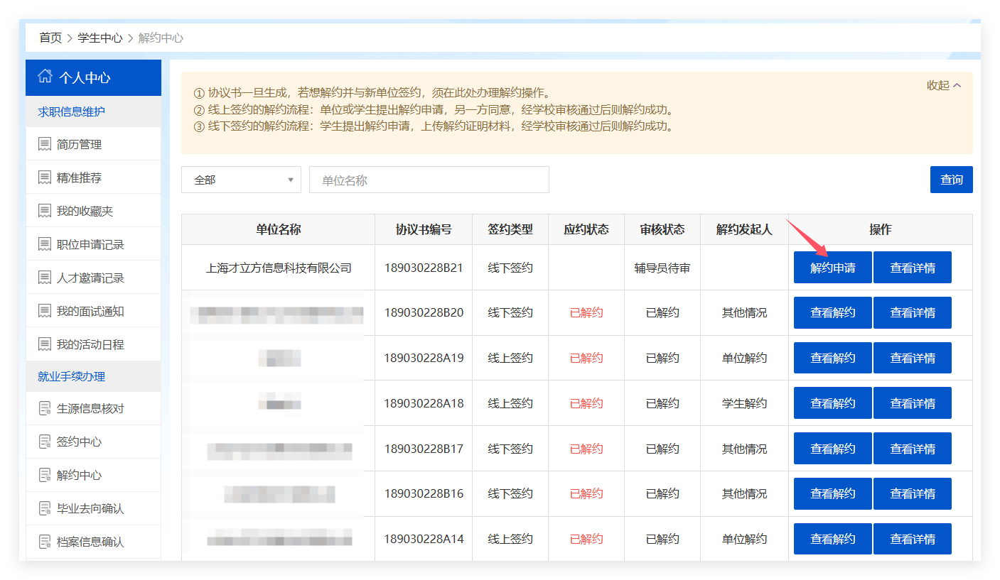 首页 > 学生中心 > 解约中心
个人中心
求职信息维护
简历管理
精准推荐
我的收藏夹
职位申请记录
人才邀请记录
我的面试通知
我的活动日程
就业手续办理
生源信息核对
签约中心
解约中心
毕业去向确认
档案信息确认
① 协议书一旦生成，若想解约并与新单位签约，须在此处办理解约操作。
② 线上签约的解约流程：单位或学生提出解约申请，另一方同意，经学校审核通过后则解约成功。
③ 线下签约的解约流程：学生提出解约申请，上传解约证明材料，经学校审核通过后则解约成功。
收起
全部 单位名称 查询
单位名称 协议书编号 签约类型 应约状态 审核状态 解约发起人 操作
上海才立方信息科技有限公司 189030228B21 线下签约 辅导员待审 解约申请 查看详情
189030228B20 线下签约 已解约 已解约 其他情况 查看解约 查看详情
189030228A19 线上签约 已解约 已解约 单位解约 查看解约 查看详情
189030228A18 线上签约 已解约 已解约 学生解约 查看解约 查看详情
189030228B17 线下签约 已解约 已解约 其他情况 查看解约 查看详情
189030228B16 线下签约 已解约 已解约 其他情况 查看解约 查看详情
189030228A14 线上签约 已解约 已解约 单位解约 查看解约 查看详情